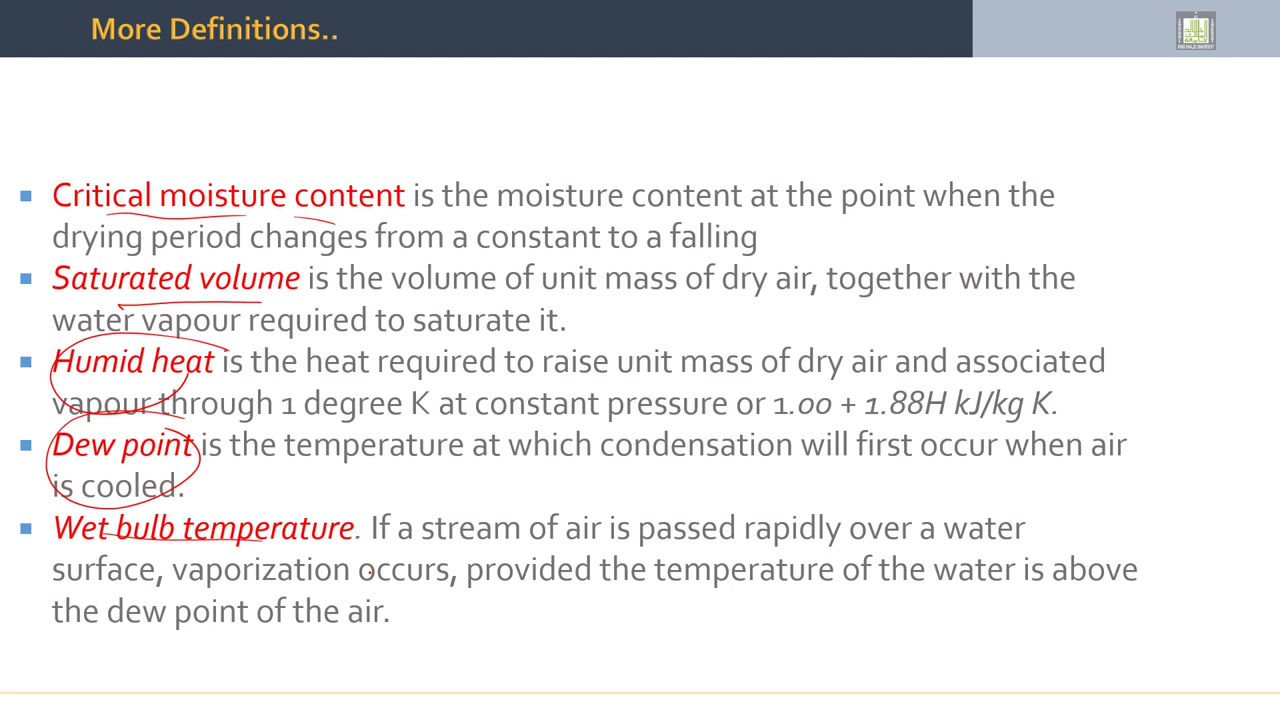 More Definitions..
Critical moisture content is the moisture content at the point when the
drying period changes from a constant to a falling
Saturated volume is the volume of unit mass of dry air, together with the
water vapour required to saturate it.
Humid heat is the heat required to raise unit mass of dry air and associated
vapour through 1 degree K at constant pressure or 1.00 + 1.88H kJ/kg K.
Dew point is the temperature at which condensation will first occur when air
is cooled.
Wet bulb temperature. If a stream of air is passed rapidly over a water
surface, vaporization occurs, provided the temperature of the water is above
the dew point of the air.